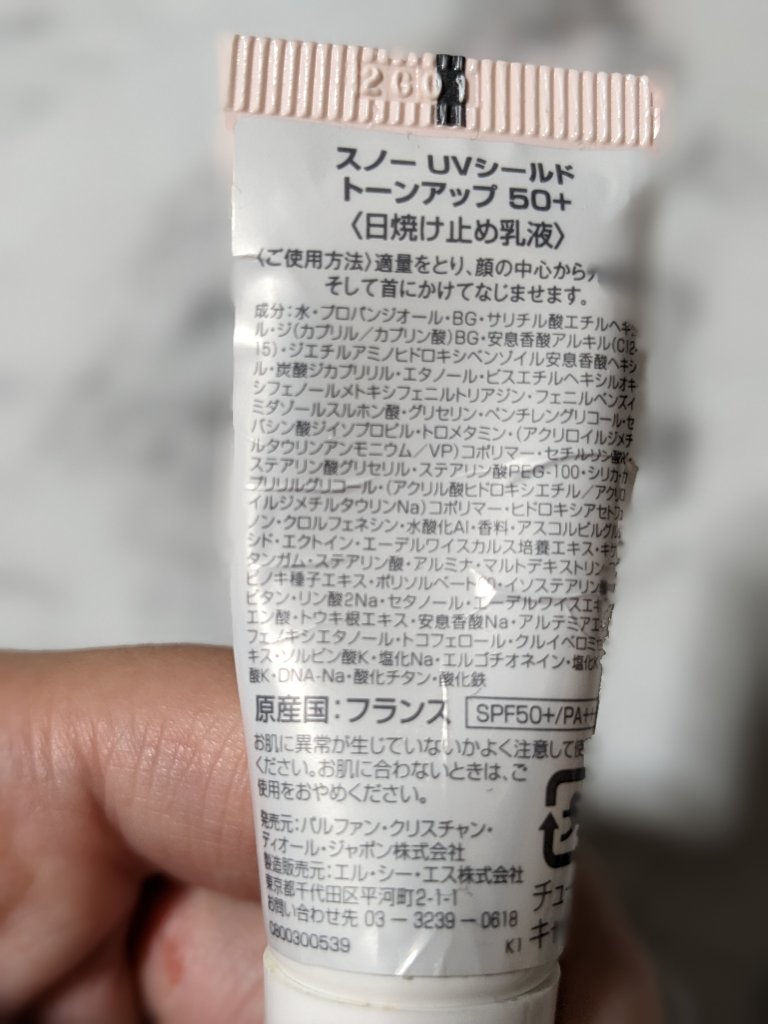 スノー UVシールド
トーンアップ 50+
〈日焼け止め乳液〉
〈ご使用方法〉適量をとり、顔の中心から
そして首にかけてなじませます。
成分:水・プロパンジオール・BG・サリチル酸エチルヘキシ
ル・ジ(カプリル/カプリン酸)BG・安息香酸アルキル(C12-
15)・ジエチルアミノヒドロキシベンゾイル安息香酸ヘキシ
ル・炭酸ジカプリリル・エタノール・ビスエチルヘキシルオキ
シフェノールメトキシフェニルトリアジン・フェニルベンズイ
ミダゾールスルホン酸・グリセリン・ペンチレングリコール・セ
バシン酸ジイソプロピル・トロメタミン・(アクリロイルジメチ
ルタウリンアンモニウム/VP)コポリマー・セチルリン酸K・
ステアリン酸グリセリル・ステアリン酸PEG-100・シリカ・カ
プリリルグリコール・(アクリル酸ヒドロキシエチル/アクリロ
イルジメチルタウリンNa)コポリマー・ヒドロキシアセトフェ
ノン・クロルフェネシン・水酸化Al・香料・アスコルビルグル
シド・エクトイン・エーデルワイスカルス培養エキス・キサ
タンガム・ステアリン酸・アルミナ・マルトデキストリン・
ヒノキ種子エキス・ポリソルベート60・イソステアリン酸
ビタン・リン酸2Na・セタノール・エーデルワイスエキ
エン酸・トウキ根エキス・安息香酸Na・アルテミアエ
フェノキシエタノール・トコフェロール・クルイベロミセ
キス・ソルビン酸K・塩化Na・エルゴチオネイン・塩化K
酸K・DNA-Na・酸化チタン・酸化鉄
原産国:フランス SPF50+/PA++
お肌に異常が生じていないかよく注意して使
ください。お肌に合わないときは、ご
使用をおやめください。
発売元:パルファン・クリスチャン・
ディオール・ジャポン株式会社
製造販売元:エル・シー・エス株式会社
東京都千代田区平河町2-1-1
お問い合わせ先 03-3239-0618
0800300539 K1
チュー
キャ